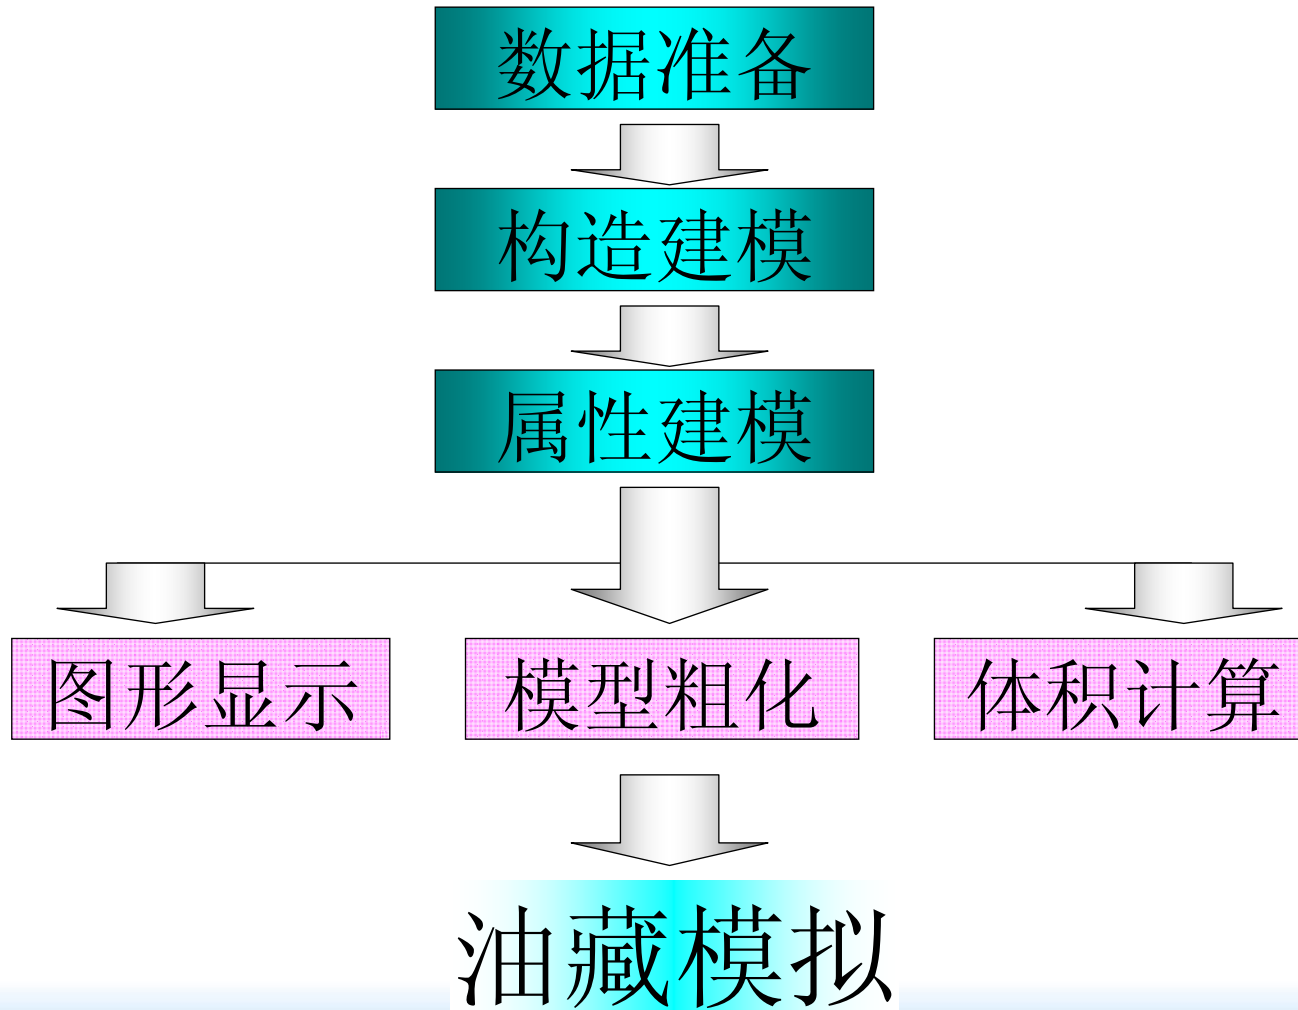 数据准备
构造建模
属性建模
图形显示
模型粗化
体积计算
油藏模拟